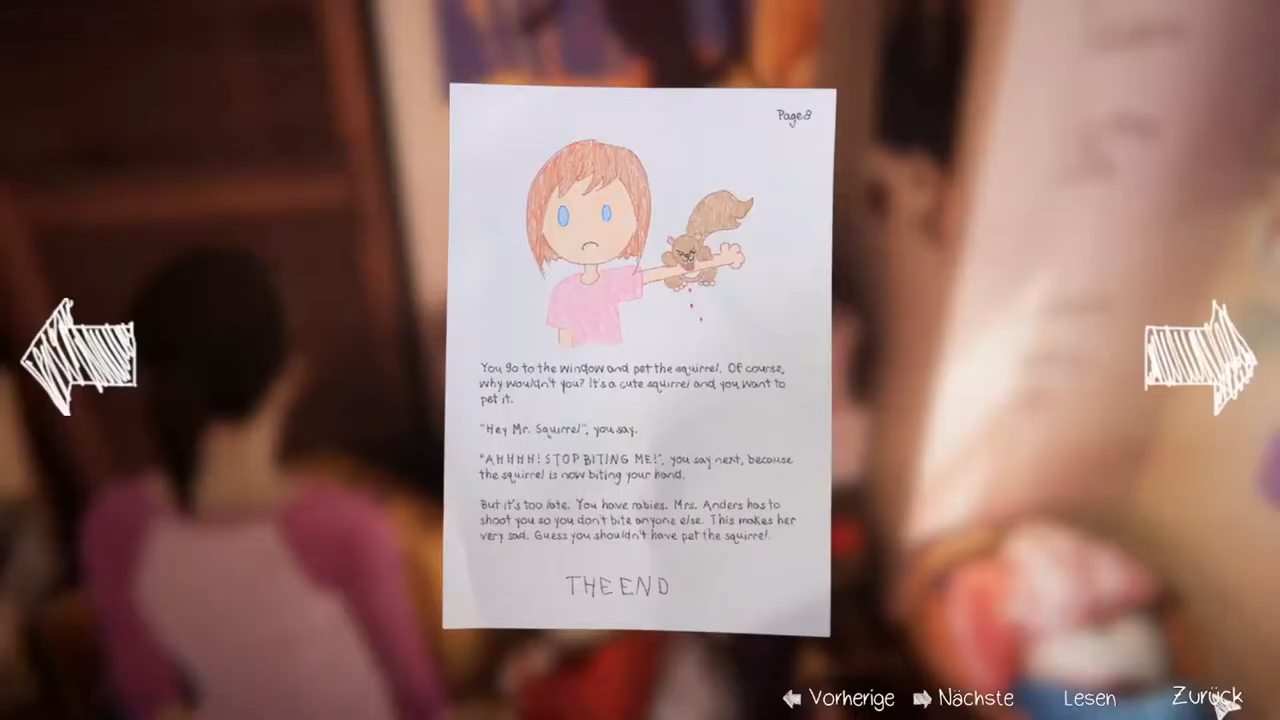 Page 8
You go to the window and pet the squirrel. Of course,
why wouldn't you? It's a cute squirrel and you want to
pet it.
"Hey Mr. Squirrel", you say.
"AHHHH! STOP BITING ME!", you say next, because
the squirrel is now biting your hand.
But it's too late. You have rabies. Mrs. Anders has to
shoot you so you don't bite anyone else. This makes her
very sad. Guess you shouldn't have pet the squirrel.
THE END
Vorherige Nächste Lesen Zurück